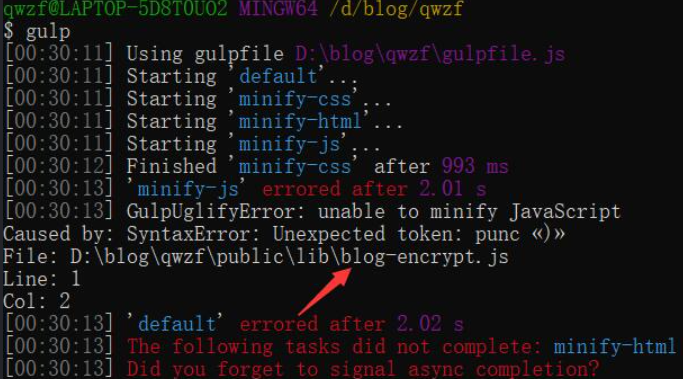 qwzf@LAPTOP-5D8T0UO2 MINGW64 /d/blog/qwzf
$ gulp
[00:30:11] Using gulpfile D:\blog\qwzf\gulpfile.js
[00:30:11] Starting 'default'...
[00:30:11] Starting 'minify-css'...
[00:30:11] Starting 'minify-html'...
[00:30:11] Starting 'minify-js'...
[00:30:12] Finished 'minify-css' after 993 ms
[00:30:13] 'minify-js' errored after 2.01 s
[00:30:13] GulpUglifyError: unable to minify JavaScript
Caused by: SyntaxError: Unexpected token: punc «)»
File: D:\blog\qwzf\public\lib\blog-encrypt.js
Line: 1
Col: 2
[00:30:13] 'default' errored after 2.02 s
[00:30:13] The following tasks did not complete: minify-html
[00:30:13] Did you forget to signal async completion?